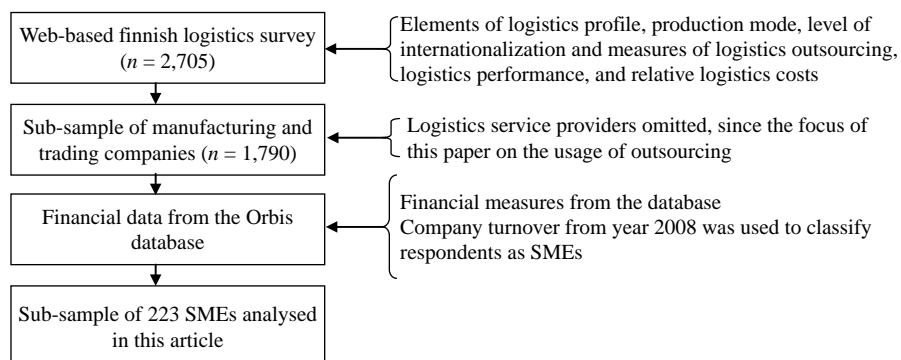 Web-based finnish logistics survey
(n = 2,705)
Elements of logistics profile, production mode, level of
internationalization and measures of logistics outsourcing,
logistics performance, and relative logistics costs
Sub-sample of manufacturing and
trading companies (n = 1,790)
Logistics service providers omitted, since the focus of
this paper on the usage of outsourcing
Financial data from the Orbis
database
Financial measures from the database
Company turnover from year 2008 was used to classify
respondents as SMEs
Sub-sample of 223 SMEs analysed
in this article